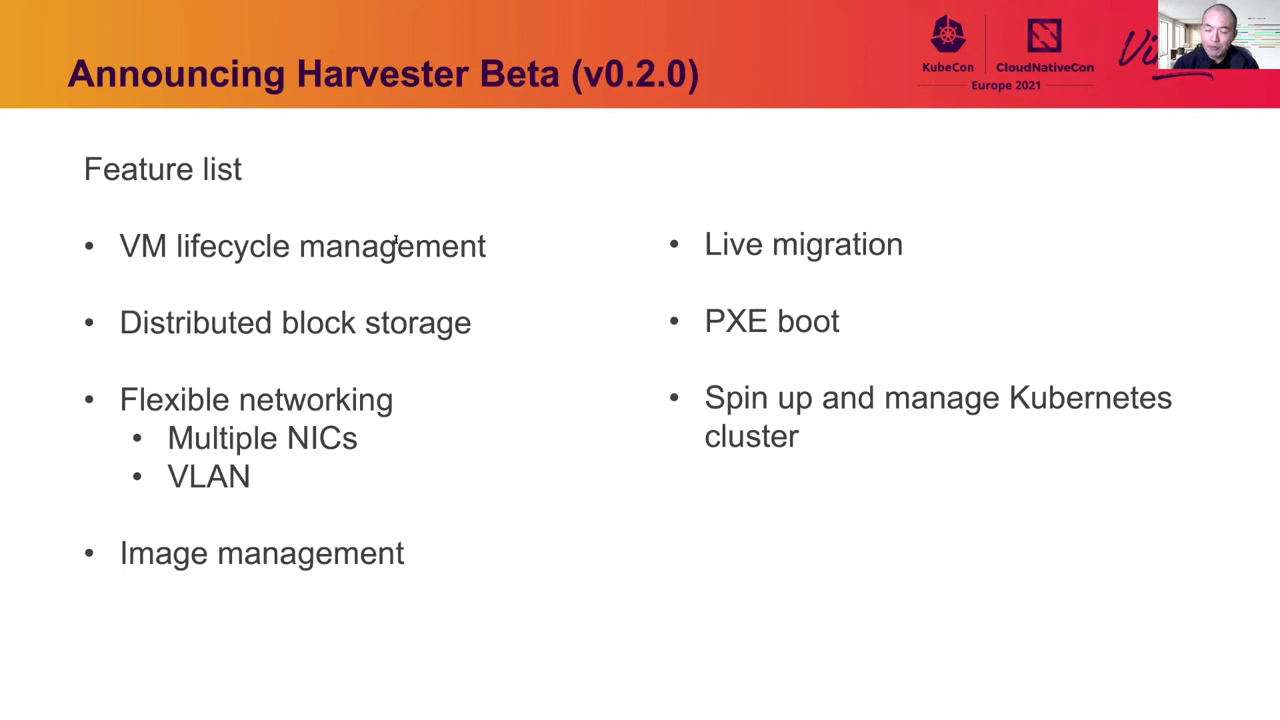 Announcing Harvester Beta (v0.2.0)
KubeCon
CloudNativeCon
Europe 2021
Feature list
• VM lifecycle management
• Distributed block storage
• Flexible networking
• Multiple NICs
• VLAN
• Image management
• Live migration
• PXE boot
• Spin up and manage Kubernetes
cluster